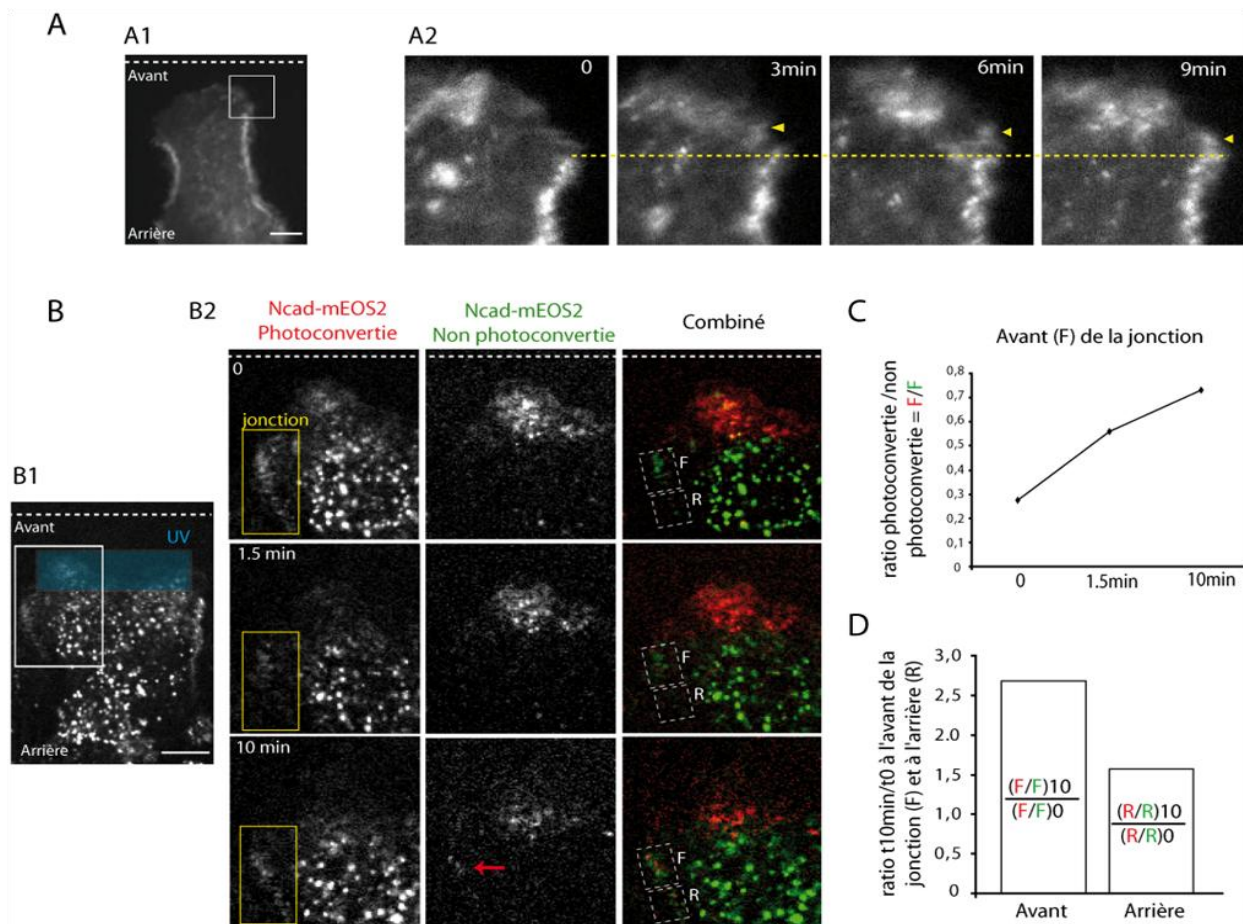 A
A1
Avant
Arrière
A2
0
3min
6min
9min
B
B1
Avant
UV
Arrière
B2
Ncad-mEOS2
Photoconvertie
Ncad-mEOS2
Non photoconvertie
Combiné
0
jonction
F
R
1.5 min
F
R
10 min
F
R
C
Avant (F) de la jonction
ratio photoconvertie /non
photoconvertie = F/F
0,8
0,7
0,6
0,5
0,4
0,3
0,2
0,1
0
0
1.5min
10min
D
ratio t10min/t0 à l'avant de la
jonction (F) et à l'arrière (R)
3,0
2,5
2,0
1,5
1,0
0,5
0
(F/F)10
(F/F)0
(R/R)10
(R/R)0
Avant
Arrière